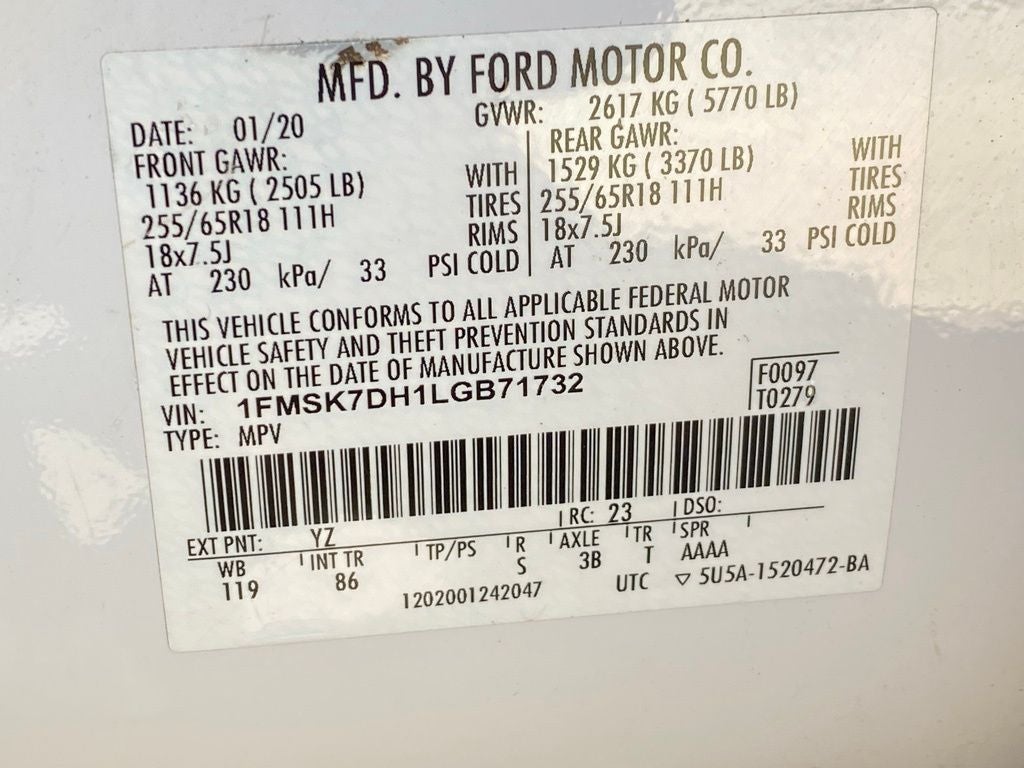 MFD. BY FORD MOTOR CO.
DATE: 01/20 GVWR: 2617 KG ( 5770 LB)
FRONT GAWR: REAR GAWR:
1136 KG ( 2505 LB) WITH 1529 KG ( 3370 LB) WITH
255/65R18 111H TIRES 255/65R18 111H TIRES
18x7.5J RIMS 18x7.5J RIMS
AT 230 kPa/ 33 PSI COLD AT 230 kPa/ 33 PSI COLD
THIS VEHICLE CONFORMS TO ALL APPLICABLE FEDERAL MOTOR
VEHICLE SAFETY AND THEFT PREVENTION STANDARDS IN
EFFECT ON THE DATE OF MANUFACTURE SHOWN ABOVE.
VIN: 1FMSK7DH1LGB71732 F0097
TYPE: MPV T0279
EXT PNT: YZ RC: 23 DSO:
WB INT TR TP/PS R AXLE TR SPR
119 86 S 3B T AAAA
1202001242047 UTC ▽ 5U5A-1520472-BA